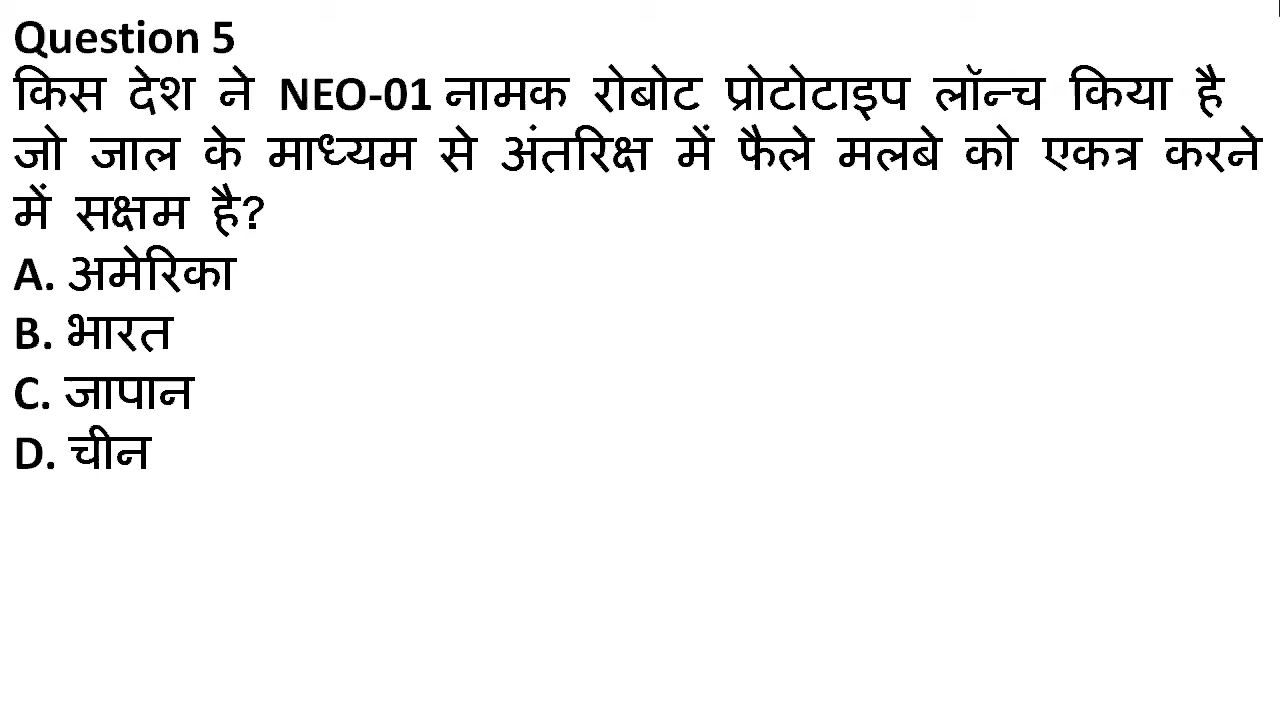 Question 5
किस देश ने NEO-01 नामक रोबोट प्रोटोटाइप लॉन्च किया है
जो जाल के माध्यम से अंतरिक्ष में फैले मलबे को एकत्र करने
में सक्षम है?
A. अमेरिका
B. भारत
C. जापान
D. चीन